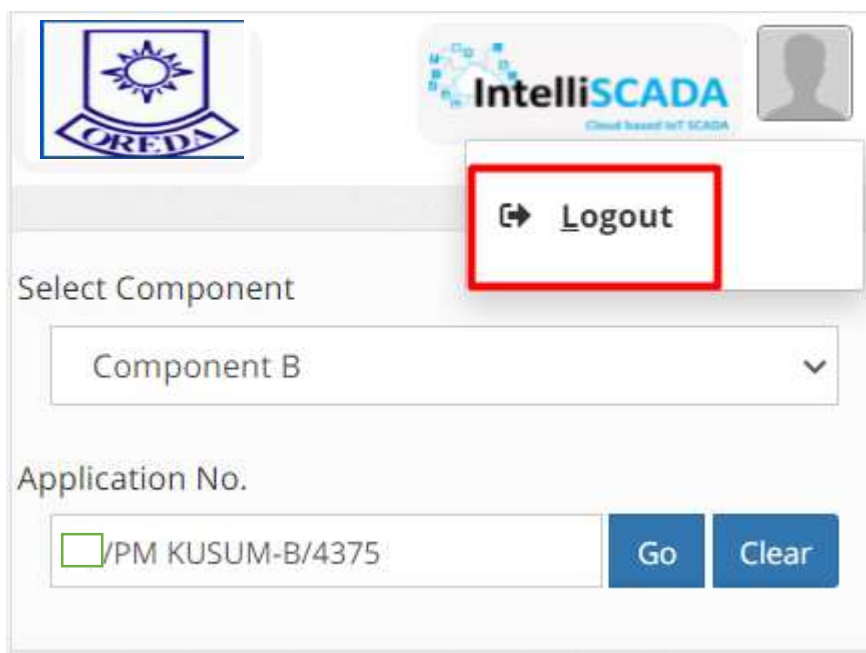 OREDA
IntelliSCADA
Cloud based IoT SCADA
Logout
Select Component
Component B
Application No.
/PM KUSUM-B/4375
Go
Clear